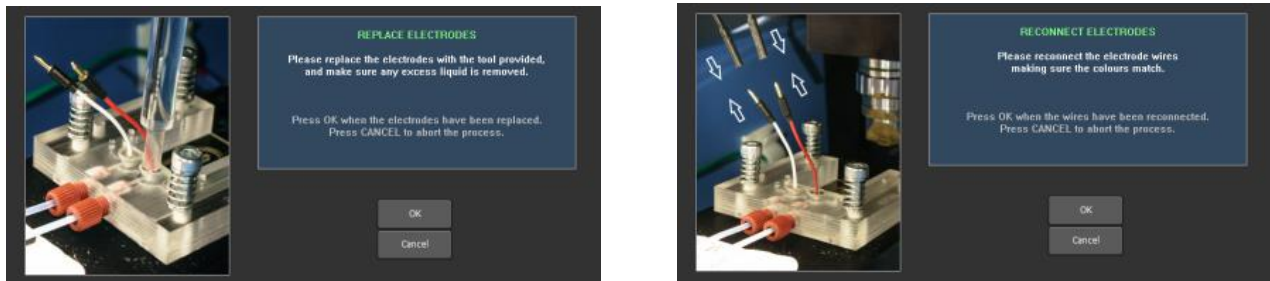 REPLACE ELECTRODES
Please replace the electrodes with the tool provided,
and make sure any excess liquid is removed.
Press OK when the electrodes have been replaced.
Press CANCEL to abort the process.
OK
Cancel
RECONNECT ELECTRODES
Please reconnect the electrode wires
making sure the colours match.
Press OK when the wires have been reconnected.
Press CANCEL to abort the process.
OK
Cancel